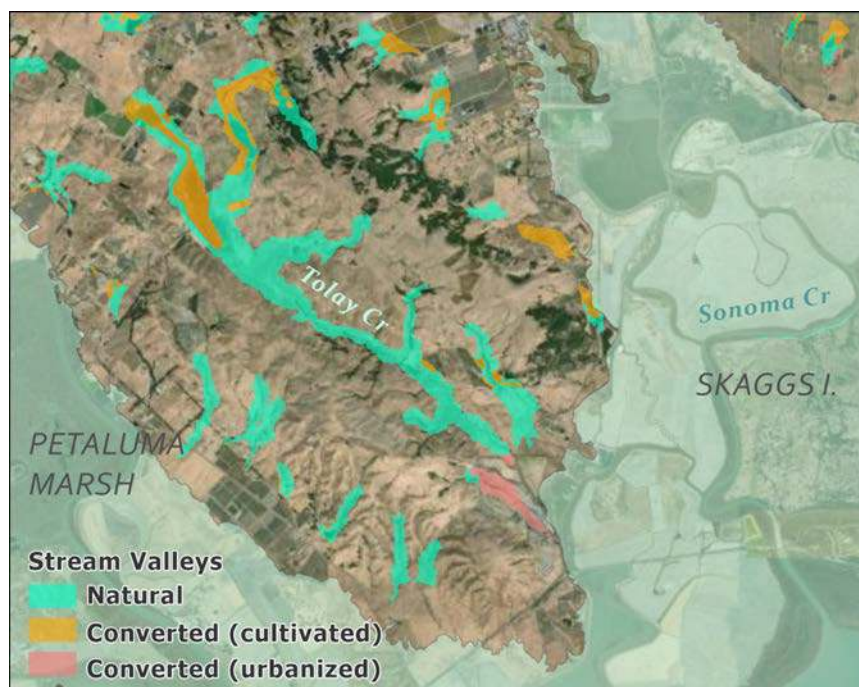 Tolay Cr
Sonoma Cr
SKAGGS I.
PETALUMA
MARSH
Stream Valleys
Natural
Converted (cultivated)
Converted (urbanized)